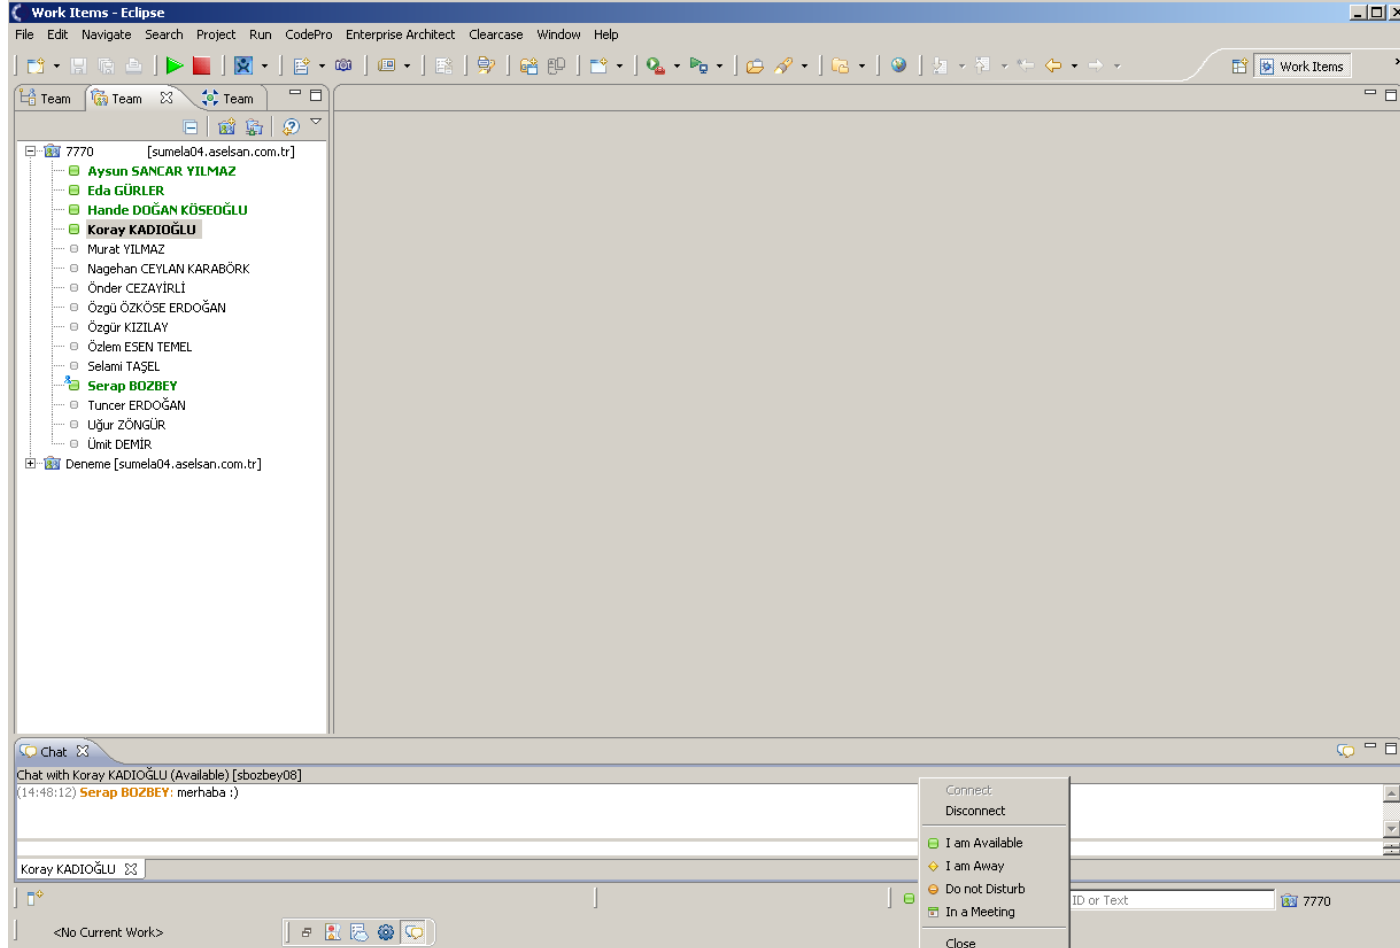 Work Items - Eclipse
File Edit Navigate Search Project Run CodePro Enterprise Architect Clearcase Window Help
Work Items
Team Team Team
7770 [sumela04.aselsan.com.tr]
Aysun SANCAR YILMAZ
Eda GÜRLER
Hande DOĞAN KÖSEOĞLU
Koray KADIOĞLU
Murat YILMAZ
Nagehan CEYLAN KARABÖRK
Önder CEZAYİRLİ
Özgü ÖZKÖSE ERDOĞAN
Özgür KIZILAY
Özlem ESEN TEMEL
Selami TAŞEL
Serap BOZBEY
Tuncer ERDOĞAN
Uğur ZÖNGÜR
Ümit DEMİR
Deneme [sumela04.aselsan.com.tr]
Chat
Chat with Koray KADIOĞLU (Available) [sbozbey08]
(14:48:12) Serap BOZBEY: merhaba :)
Koray KADIOĞLU
Connect
Disconnect
I am Available
I am Away
Do not Disturb
In a Meeting
Close
ID or Text
7770
<No Current Work>